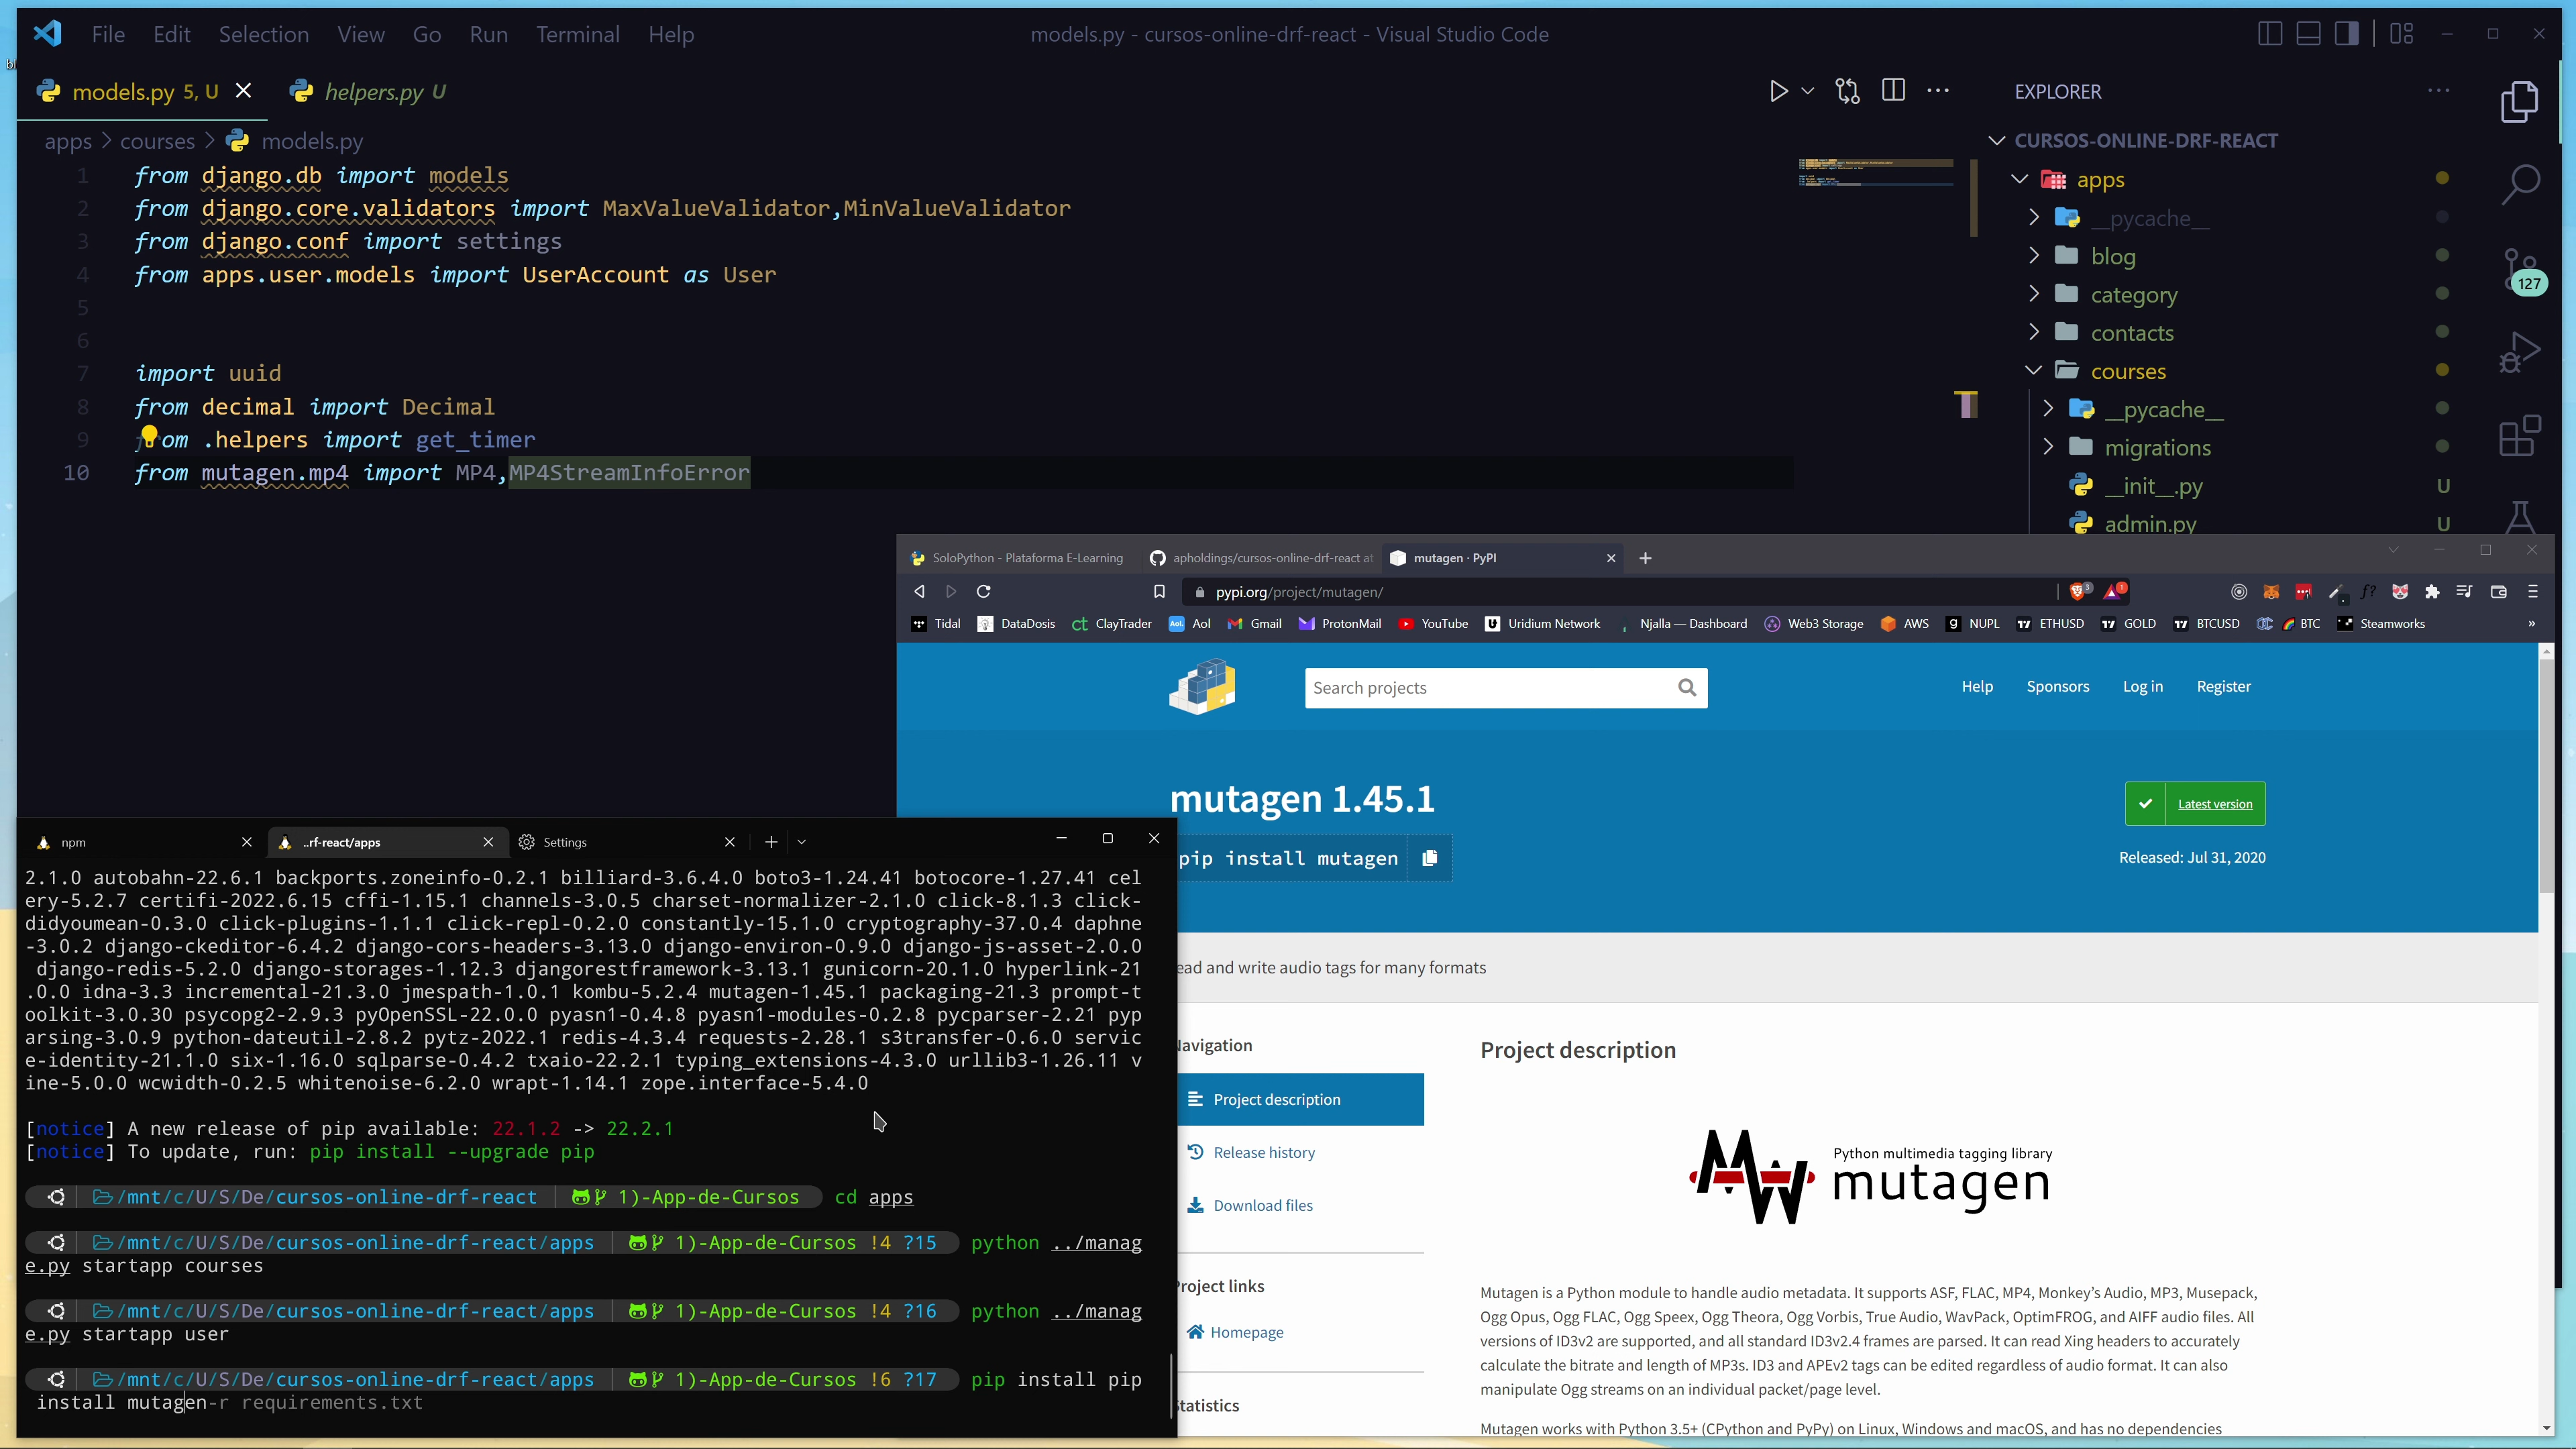 File Edit Selection View Go Run Terminal Help
models.py - cursos-online-drf-react - Visual Studio Code
models.py 5, U
helpers.py U
apps > courses > models.py
1 from django.db import models
2 from django.core.validators import MaxValueValidator,MinValueValidator
3 from django.conf import settings
4 from apps.user.models import UserAccount as User
5
6
7 import uuid
8 from decimal import Decimal
9 from .helpers import get_timer
10 from mutagen.mp4 import MP4,MP4StreamInfoError
EXPLORER
CURSOS-ONLINE-DRF-REACT
apps
__pycache__
blog
category
contacts
courses
__pycache__
migrations
__init__.py U
admin.py U
127
SoloPython - Plataforma E-Learning
apholdings/cursos-online-drf-react at
mutagen · PyPI
pypi.org/project/mutagen/
3
1
Tidal DataDosis ClayTrader Aol Gmail ProtonMail YouTube Uridium Network Njalla — Dashboard Web3 Storage AWS NUPL ETHUSD GOLD BTCUSD BTC Steamworks »
Search projects
Help Sponsors Log in Register
mutagen 1.45.1
Latest version
pip install mutagen
Released: Jul 31, 2020
ead and write audio tags for many formats
Navigation
Project description
Release history
Download files
Project links
Homepage
Statistics
Project description
Python multimedia tagging library
mutagen
Mutagen is a Python module to handle audio metadata. It supports ASF, FLAC, MP4, Monkey's Audio, MP3, Musepack,
Ogg Opus, Ogg FLAC, Ogg Speex, Ogg Theora, Ogg Vorbis, True Audio, WavPack, OptimFROG, and AIFF audio files. All
versions of ID3v2 are supported, and all standard ID3v2.4 frames are parsed. It can read Xing headers to accurately
calculate the bitrate and length of MP3s. ID3 and APEv2 tags can be edited regardless of audio format. It can also
manipulate Ogg streams on an individual packet/page level.
Mutagen works with Python 3.5+ (CPython and PyPy) on Linux, Windows and macOS, and has no dependencies
npm
..rf-react/apps
Settings
2.1.0 autobahn-22.6.1 backports.zoneinfo-0.2.1 billiard-3.6.4.0 boto3-1.24.41 botocore-1.27.41 cel
ery-5.2.7 certifi-2022.6.15 cffi-1.15.1 channels-3.0.5 charset-normalizer-2.1.0 click-8.1.3 click-
didyoumean-0.3.0 click-plugins-1.1.1 click-repl-0.2.0 constantly-15.1.0 cryptography-37.0.4 daphne
-3.0.2 django-ckeditor-6.4.2 django-cors-headers-3.13.0 django-environ-0.9.0 django-js-asset-2.0.0
django-redis-5.2.0 django-storages-1.12.3 djangorestframework-3.13.1 gunicorn-20.1.0 hyperlink-21
.0.0 idna-3.3 incremental-21.3.0 jmespath-1.0.1 kombu-5.2.4 mutagen-1.45.1 packaging-21.3 prompt-t
oolkit-3.0.30 psycopg2-2.9.3 pyOpenSSL-22.0.0 pyasn1-0.4.8 pyasn1-modules-0.2.8 pycparser-2.21 pyp
arsing-3.0.9 python-dateutil-2.8.2 pytz-2022.1 redis-4.3.4 requests-2.28.1 s3transfer-0.6.0 servic
e-identity-21.1.0 six-1.16.0 sqlparse-0.4.2 txaio-22.2.1 typing_extensions-4.3.0 urllib3-1.26.11 v
ine-5.0.0 wcwidth-0.2.5 whitenoise-6.2.0 wrapt-1.14.1 zope.interface-5.4.0
[notice] A new release of pip available: 22.1.2 -> 22.2.1
[notice] To update, run: pip install --upgrade pip
/mnt/c/U/S/De/cursos-online-drf-react 1)-App-de-Cursos cd apps
/mnt/c/U/S/De/cursos-online-drf-react/apps 1)-App-de-Cursos !4 ?15 python ../manag
e.py startapp courses
/mnt/c/U/S/De/cursos-online-drf-react/apps 1)-App-de-Cursos !4 ?16 python ../manag
e.py startapp user
/mnt/c/U/S/De/cursos-online-drf-react/apps 1)-App-de-Cursos !6 ?17 pip install pip
install mutagen-r requirements.txt